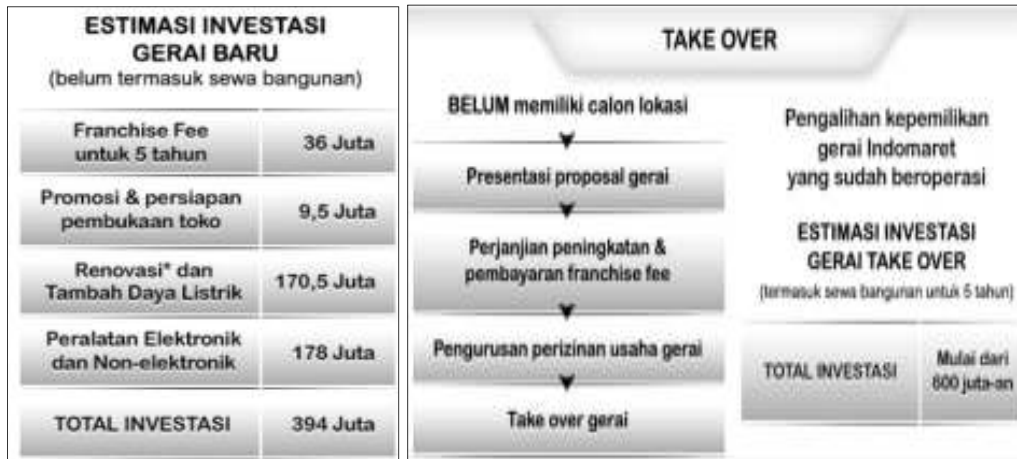 ESTIMASI INVESTASI
GERAI BARU
(belum termasuk sewa bangunan)
Franchise Fee
untuk 5 tahun
36 Juta
Promosi & persiapan
pembukaan toko
9,5 Juta
Renovasi* dan
Tambah Daya Listrik
170,5 Juta
Peralatan Elektronik
dan Non-elektronik
178 Juta
TOTAL INVESTASI
394 Juta
TAKE OVER
BELUM memiliki calon lokasi
Presentasi proposal gerai
Perjanjian peningkatan &
pembayaran franchise fee
Pengurusan perizinan usaha gerai
Take over gerai
Pengalihan kepemilikan
gerai Indomaret
yang sudah beroperasi
ESTIMASI INVESTASI
GERAI TAKE OVER
(termasuk sewa bangunan untuk 5 tahun)
TOTAL INVESTASI
Mulai dari
600 juta-an